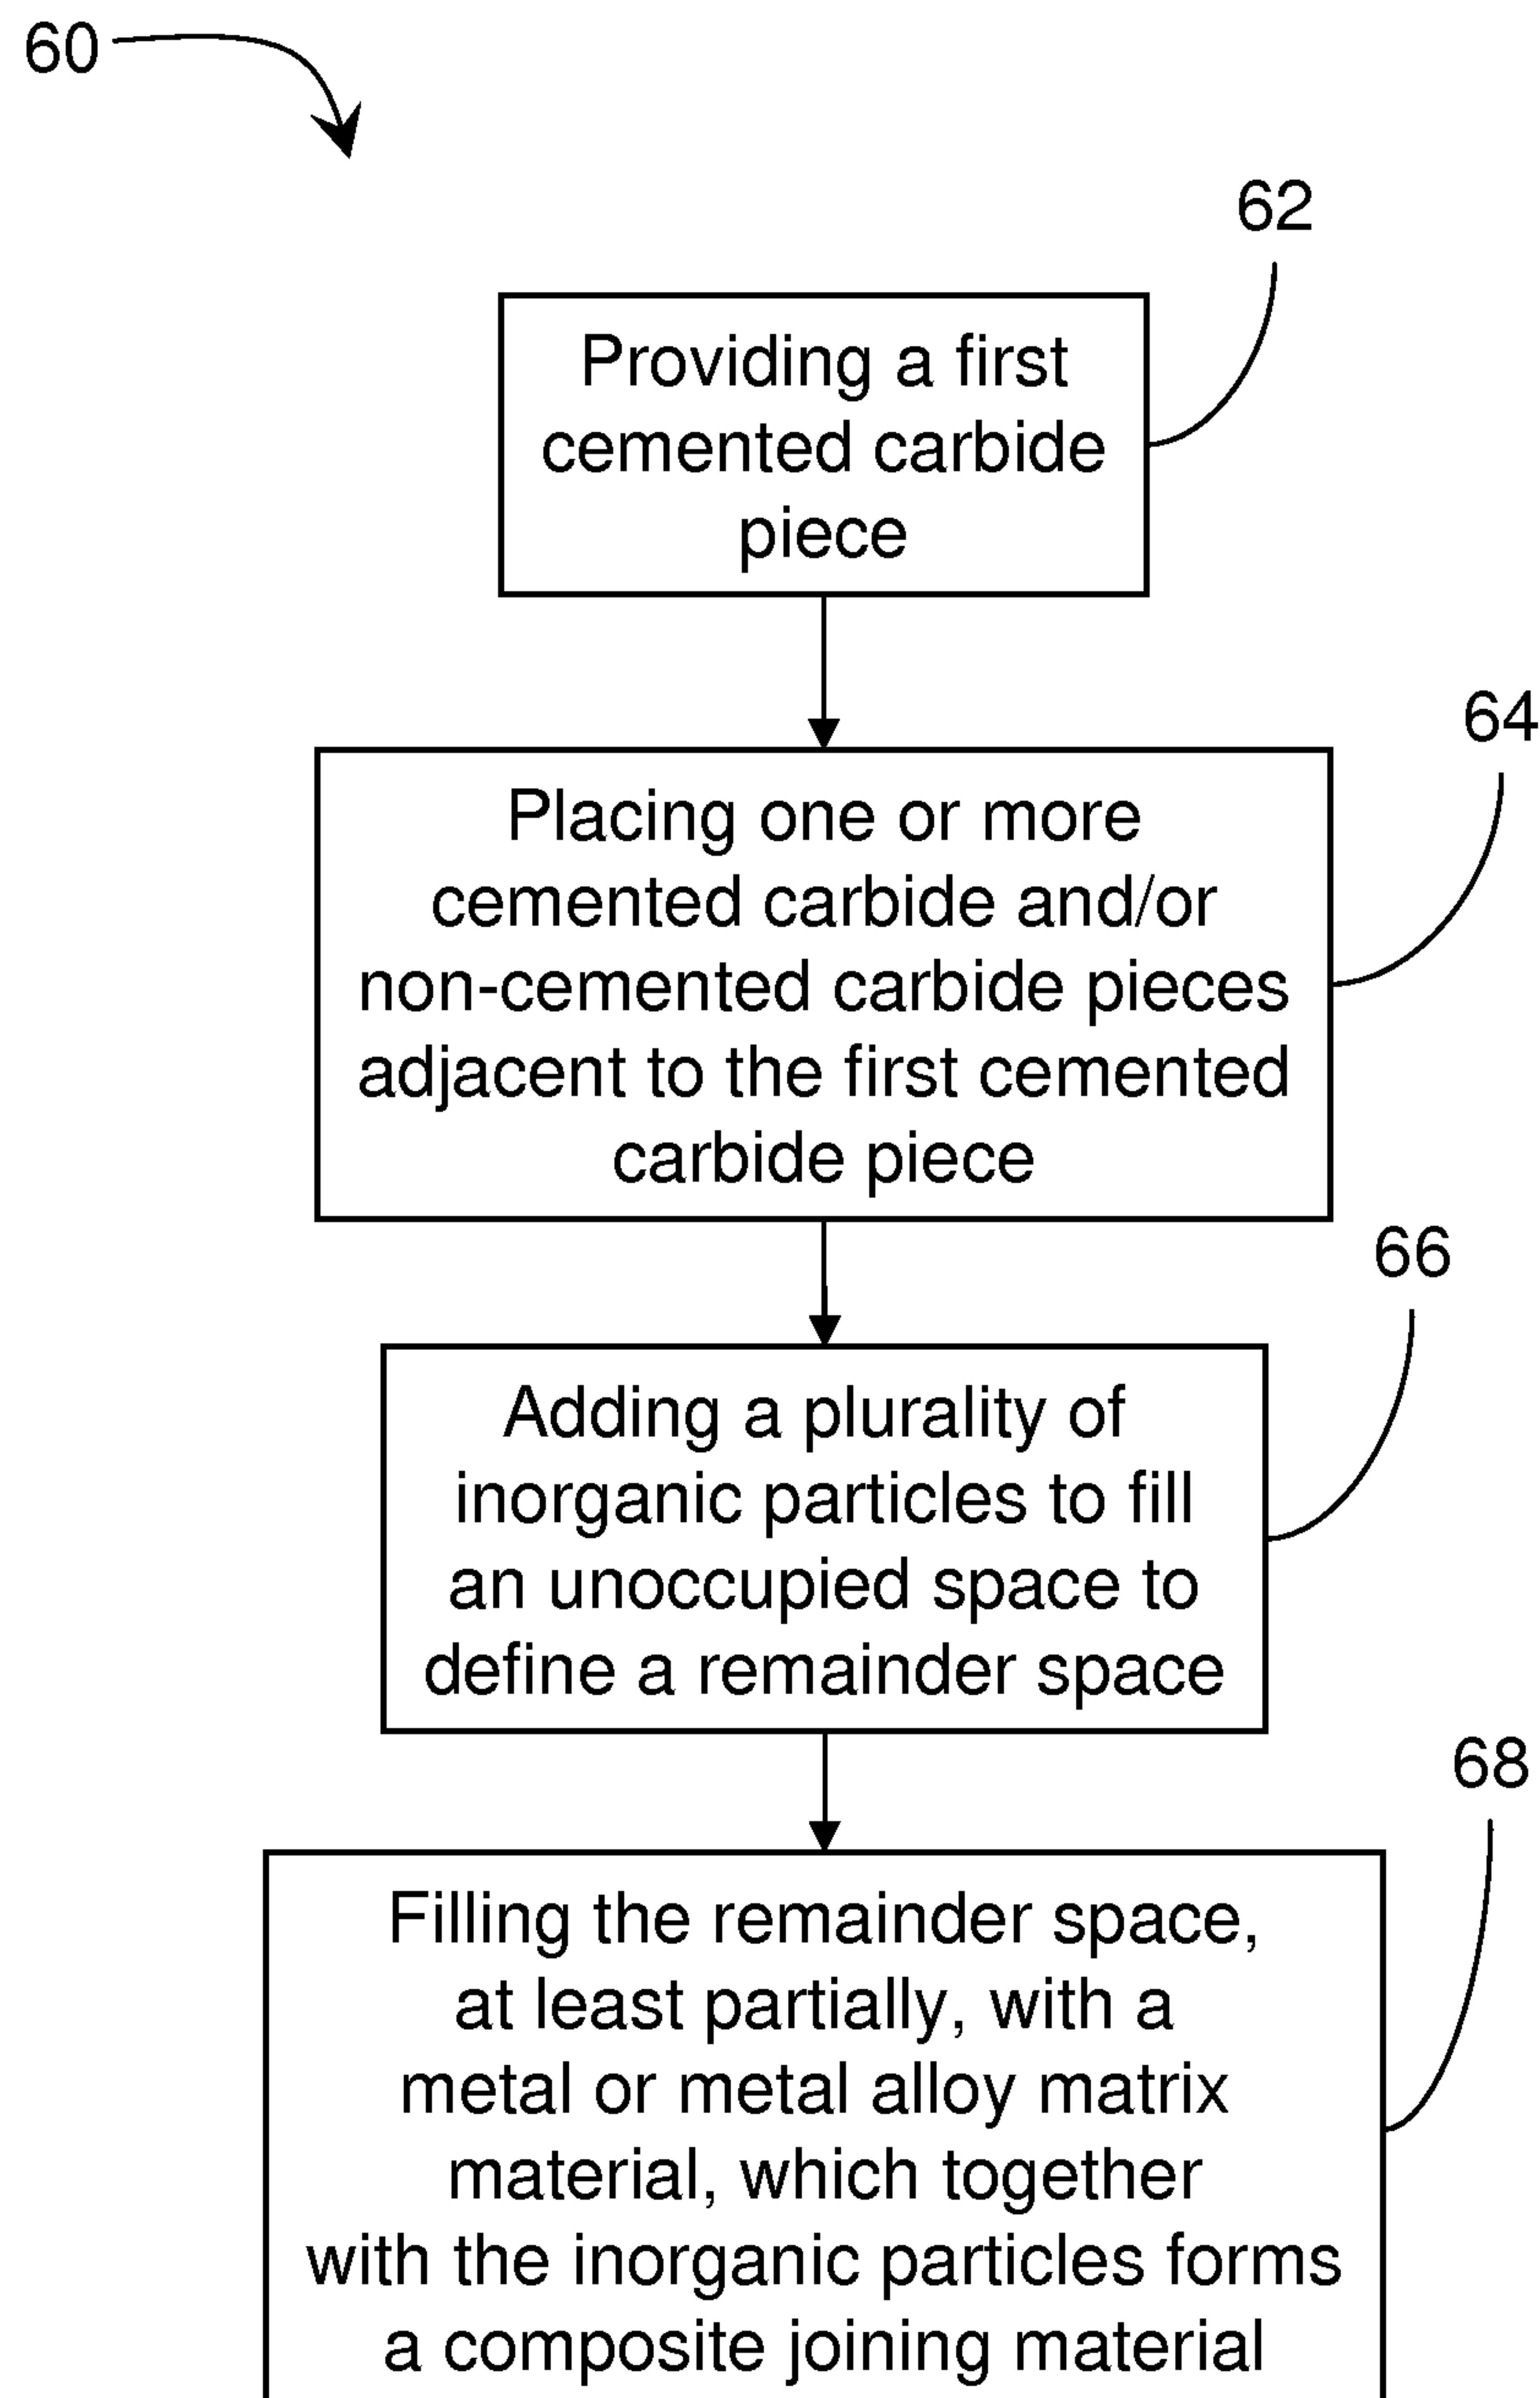 60
62
Providing a first
cemented carbide
piece
64
Placing one or more
cemented carbide and/or
non-cemented carbide pieces
adjacent to the first cemented
carbide piece
66
Adding a plurality of
inorganic particles to fill
an unoccupied space to
define a remainder space
68
Filling the remainder space,
at least partially, with a
metal or metal alloy matrix
material, which together
with the inorganic particles forms
a composite joining material